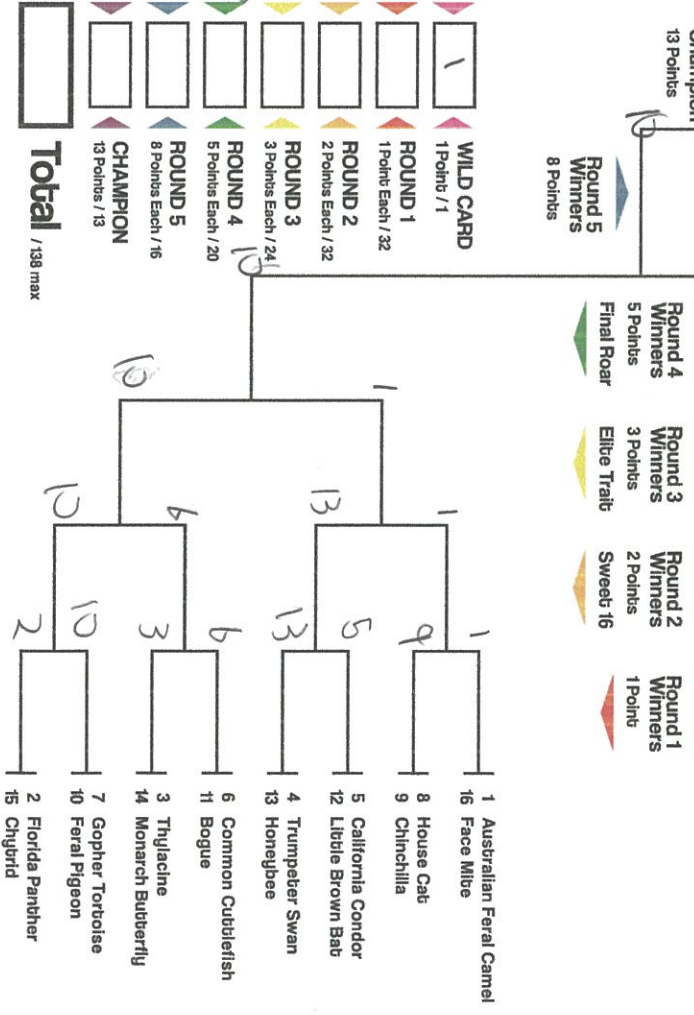 13 Points
Round 4
Winners
5 Points
Final Roar
Round 3
Winners
3 Points
Elite Trait
Round 2
Winners
2 Points
Sweet 16
Round 1
Winners
1 Point
10
Round 5
Winners
8 Points
1 Australian Feral Camel
16 Face Mite
8 House Cat
9 Chinchilla
5 California Condor
12 Little Brown Bat
4 Trumpeter Swan
13 Honeybee
6 Common Cuttlefish
11 Bogue
3 Thylacine
14 Monarch Butterfly
7 Gopher Tortoise
10 Feral Pigeon
2 Florida Panther
15 Chytrid
1
9
5
13
6
3
10
2
1
13
6
10
1
10
10
1
WILD CARD
1 Point / 1
ROUND 1
1 Point Each / 32
ROUND 2
2 Points Each / 32
ROUND 3
3 Points Each / 24
ROUND 4
5 Points Each / 20
ROUND 5
8 Points Each / 16
CHAMPION
13 Points / 13
Total / 138 max